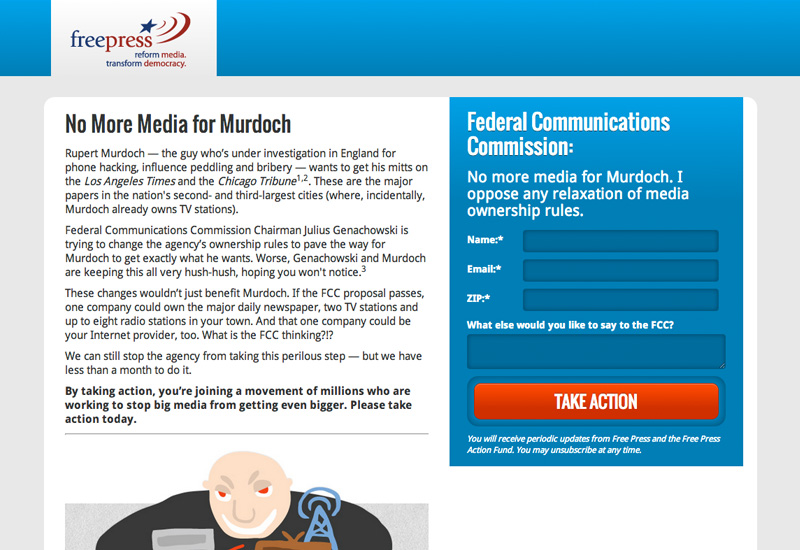 freepress
reform media.
transform democracy.
No More Media for Murdoch
Rupert Murdoch — the guy who's under investigation in England for
phone hacking, influence peddling and bribery — wants to get his mitts on
the Los Angeles Times and the Chicago Tribune1,2. These are the major
papers in the nation's second- and third-largest cities (where, incidentally,
Murdoch already owns TV stations).
Federal Communications Commission Chairman Julius Genachowski is
trying to change the agency's ownership rules to pave the way for
Murdoch to get exactly what he wants. Worse, Genachowski and Murdoch
are keeping this all very hush-hush, hoping you won't notice.3
These changes wouldn't just benefit Murdoch. If the FCC proposal passes,
one company could own the major daily newspaper, two TV stations and
up to eight radio stations in your town. And that one company could be
your Internet provider, too. What is the FCC thinking?!?
We can still stop the agency from taking this perilous step — but we have
less than a month to do it.
By taking action, you're joining a movement of millions who are
working to stop big media from getting even bigger. Please take
action today.
Federal Communications
Commission:
No more media for Murdoch. I
oppose any relaxation of media
ownership rules.
Name:*
Email:*
ZIP:*
What else would you like to say to the FCC?
TAKE ACTION
You will receive periodic updates from Free Press and the Free Press
Action Fund. You may unsubscribe at any time.